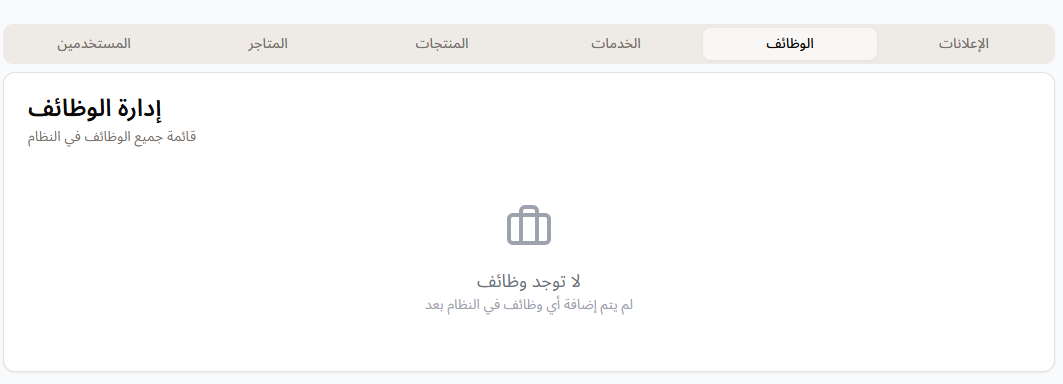 المستخدمين المتاجر المنتجات الخدمات الوظائف الإعلانات
إدارة الوظائف
قائمة جميع الوظائف في النظام
لا توجد وظائف
لم يتم إضافة أي وظائف في النظام بعد